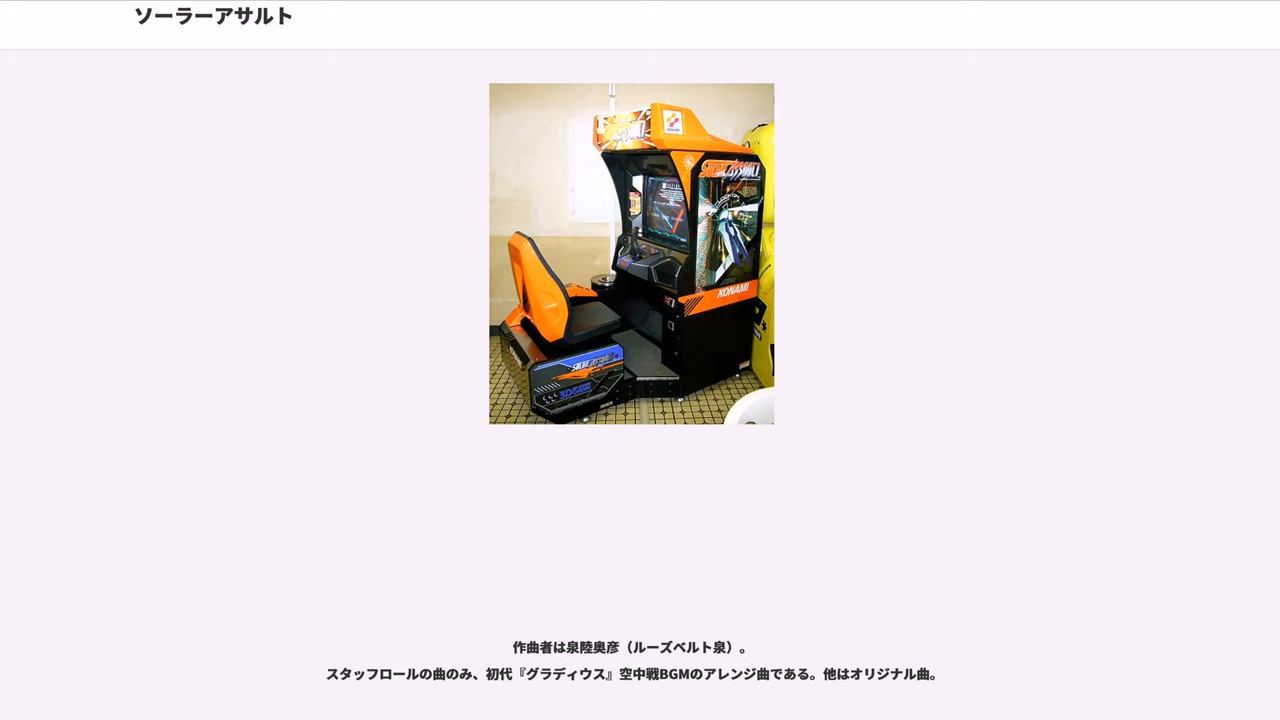 ソーラーアサルト
SOLAR ASSAULT
KONAMI
3D
作曲者は泉陸奥彦（ルーズベルト泉）。
スタッフロールの曲のみ、初代『グラディウス』空中戦BGMのアレンジ曲である。他はオリジナル曲。